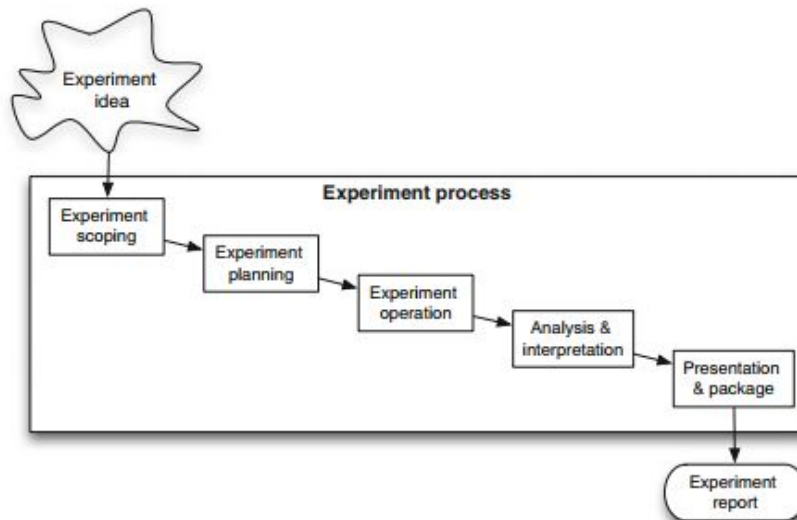 Experiment
idea
Experiment process
Experiment
scoping
Experiment
planning
Experiment
operation
Analysis &
interpretation
Presentation
& package
Experiment
report